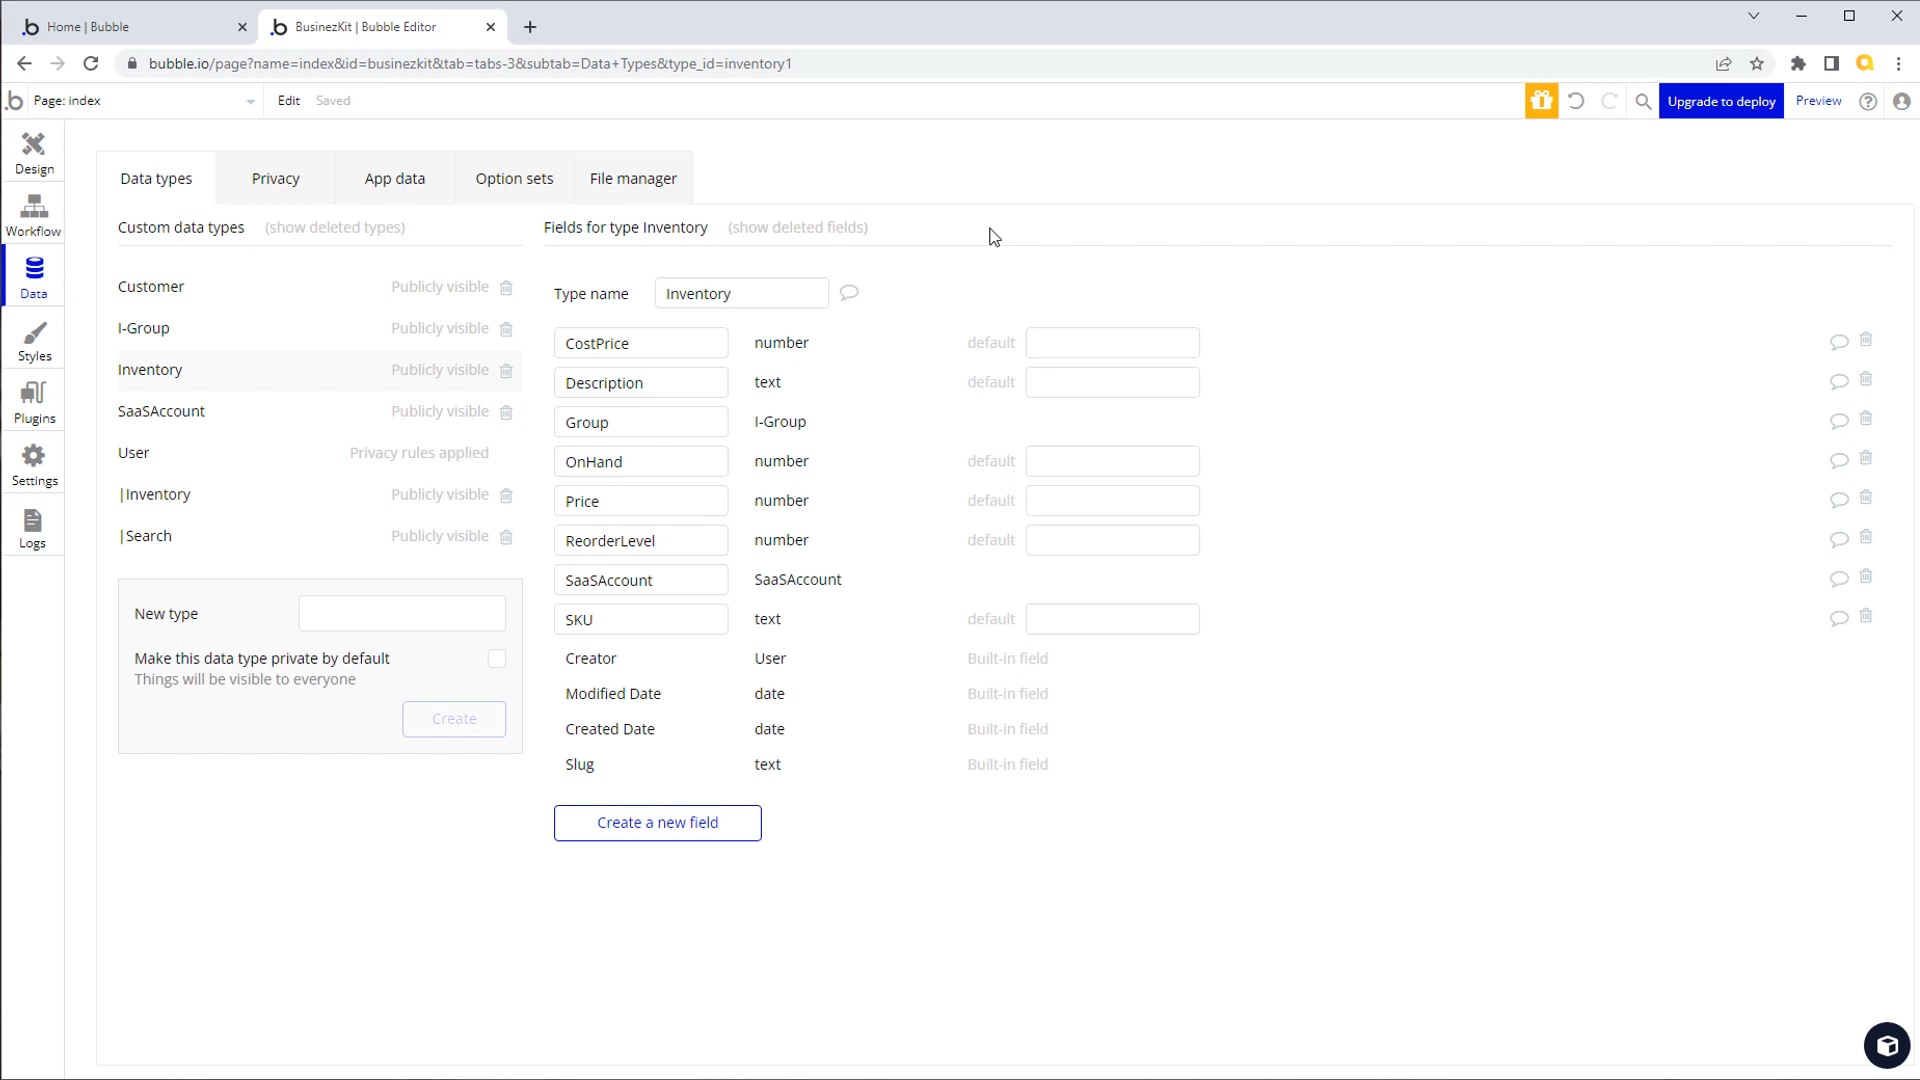 Home | Bubble
BusinezKit | Bubble Editor
bubble.io/page?name=index&id=businezkit&tab=tabs-3&subtab=Data+Types&type_id=inventory1
Page: index
Edit
Saved
Upgrade to deploy
Preview
Design
Workflow
Data
Styles
Plugins
Settings
Logs
Data types
Privacy
App data
Option sets
File manager
Custom data types (show deleted types)
Customer Publicly visible
I-Group Publicly visible
Inventory Publicly visible
SaaSAccount Publicly visible
User Privacy rules applied
|Inventory Publicly visible
|Search Publicly visible
New type
Make this data type private by default
Things will be visible to everyone
Create
Fields for type Inventory (show deleted fields)
Type name Inventory
CostPrice number default
Description text default
Group I-Group
OnHand number default
Price number default
ReorderLevel number default
SaaSAccount SaaSAccount
SKU text default
Creator User Built-in field
Modified Date date Built-in field
Created Date date Built-in field
Slug text Built-in field
Create a new field